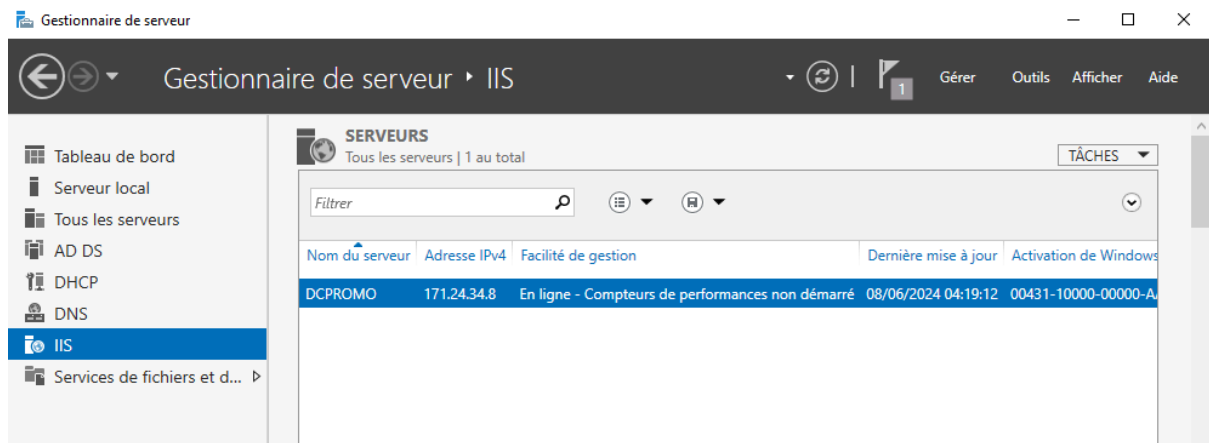 Gestionnaire de serveur
Gestionnaire de serveur ‣ IIS
1
Gérer Outils Afficher Aide
Tableau de bord
Serveur local
Tous les serveurs
AD DS
DHCP
DNS
IIS
Services de fichiers et d...
SERVEURS
Tous les serveurs | 1 au total
TÂCHES
Filtrer
Nom du serveur Adresse IPv4 Facilité de gestion Dernière mise à jour Activation de Windows
DCPROMO 171.24.34.8 En ligne - Compteurs de performances non démarré 08/06/2024 04:19:12 00431-10000-00000-A